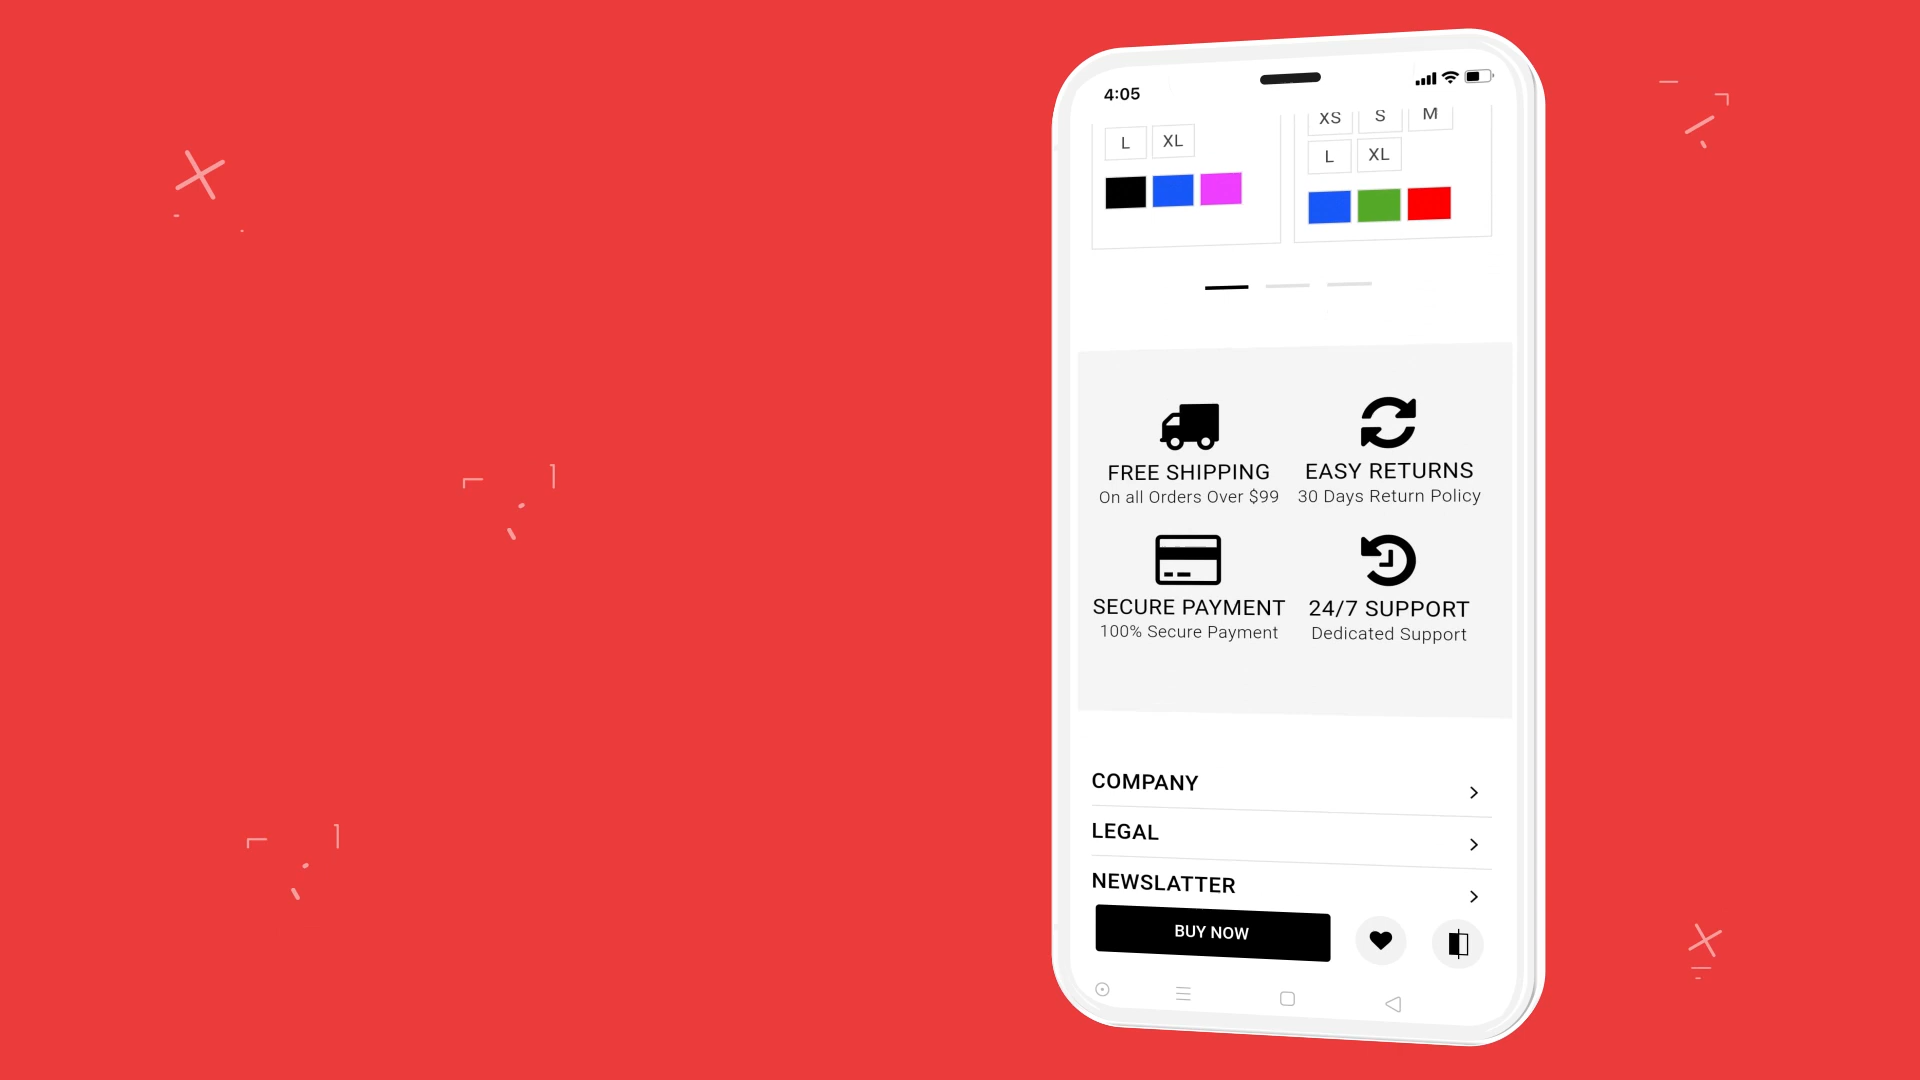 4:05
L XL
XS S M
L XL
FREE SHIPPING
On all Orders Over $99
EASY RETURNS
30 Days Return Policy
SECURE PAYMENT
100% Secure Payment
24/7 SUPPORT
Dedicated Support
COMPANY
LEGAL
NEWSLATTER
BUY NOW